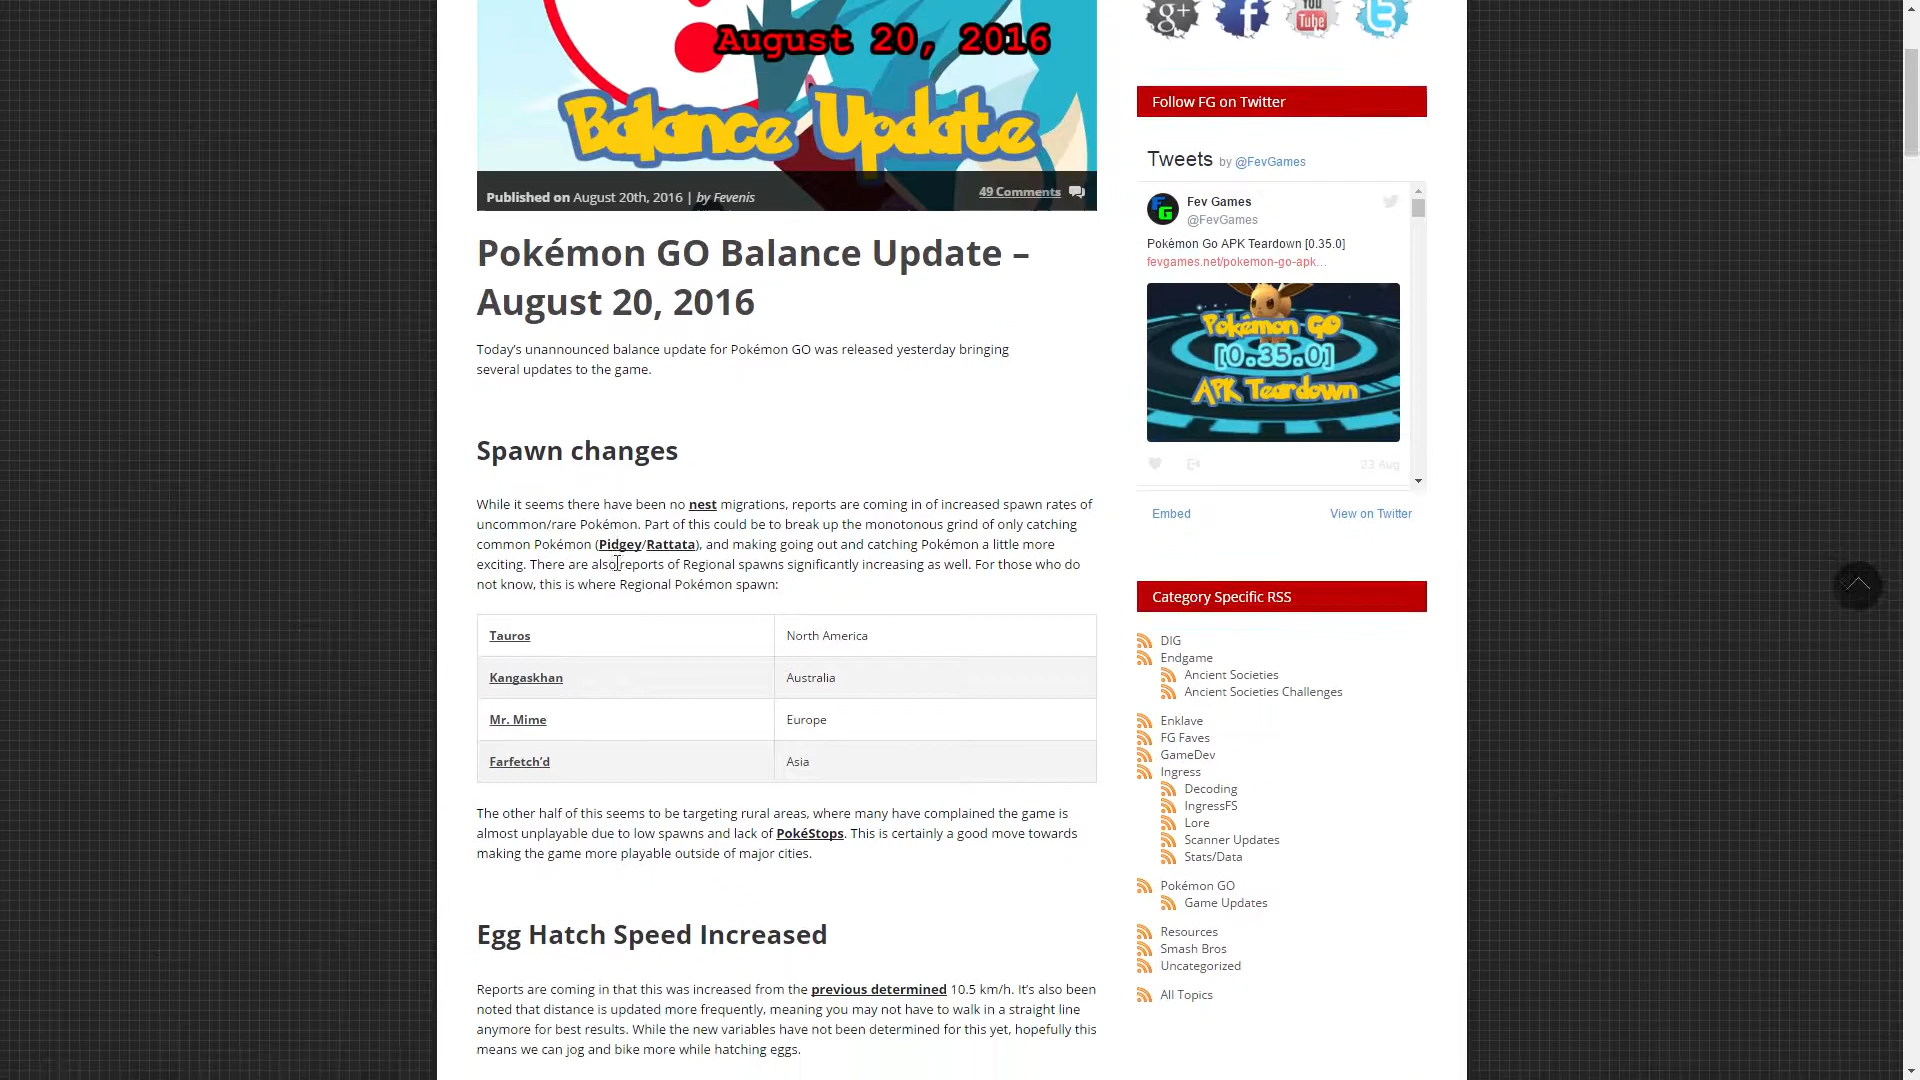 August 20, 2016
Balance Update
Published on August 20th, 2016 | by Fevenis
49 Comments
Pokémon GO Balance Update –
August 20, 2016
Today's unannounced balance update for Pokémon GO was released yesterday bringing
several updates to the game.
Spawn changes
While it seems there have been no nest migrations, reports are coming in of increased spawn rates of
uncommon/rare Pokémon. Part of this could be to break up the monotonous grind of only catching
common Pokémon (Pidgey/Rattata), and making going out and catching Pokémon a little more
exciting. There are also reports of Regional spawns significantly increasing as well. For those who do
not know, this is where Regional Pokémon spawn:
Tauros North America
Kangaskhan Australia
Mr. Mime Europe
Farfetch'd Asia
The other half of this seems to be targeting rural areas, where many have complained the game is
almost unplayable due to low spawns and lack of PokéStops. This is certainly a good move towards
making the game more playable outside of major cities.
Egg Hatch Speed Increased
Reports are coming in that this was increased from the previous determined 10.5 km/h. It's also been
noted that distance is updated more frequently, meaning you may not have to walk in a straight line
anymore for best results. While the new variables have not been determined for this yet, hopefully this
means we can jog and bike more while hatching eggs.
g+ f You Tube t
Follow FG on Twitter
Tweets by @FevGames
FG
Fev Games
@FevGames
Pokémon Go APK Teardown [0.35.0]
fevgames.net/pokemon-go-apk…
Pokémon GO
[0.35.0]
APK Teardown
23 Aug
Embed View on Twitter
Category Specific RSS
DIG
Endgame
Ancient Societies
Ancient Societies Challenges
Enklave
FG Faves
GameDev
Ingress
Decoding
IngressFS
Lore
Scanner Updates
Stats/Data
Pokémon GO
Game Updates
Resources
Smash Bros
Uncategorized
All Topics